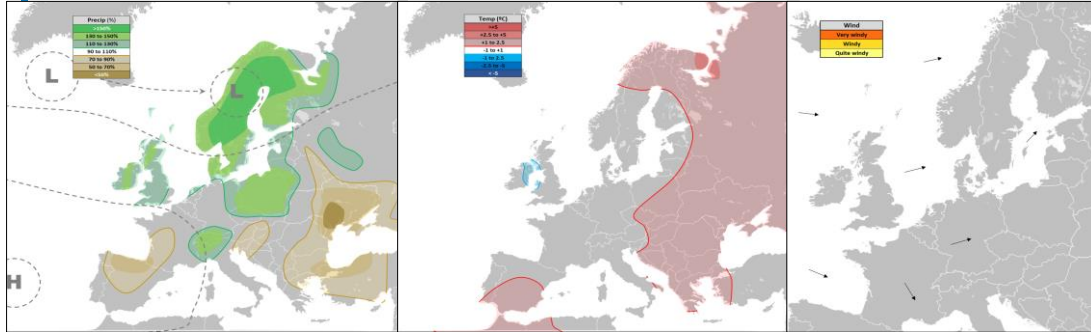 Precip (%)
>150%
130 to 150%
110 to 130%
90 to 110%
70 to 90%
50 to 70%
<50%
L
L
H
Temp (ºC)
>+5
+2.5 to +5
+1 to 2.5
-1 to +1
-1 to 2.5
-2.5 to -5
< -5
Wind
Very windy
Windy
Quite windy